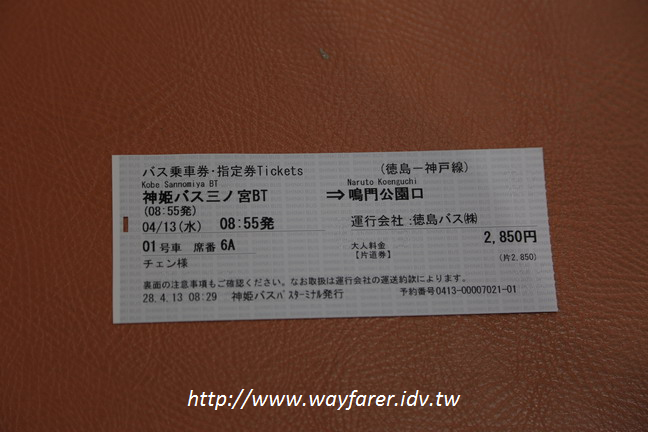 バス乗車券・指定券Tickets (徳島－神戸線)
Kobe Sannomiya BT Naruto Koenguchi
神姫バス三ノ宮BT ⇒鳴門公園口
(08:55発)
04/13(水) 08:55発 運行会社:徳島バス㈱
01号車 席番 6A 大人料金 2,850円
【片道券】 (片2,850)
チェン様
裏面の注意事項もご確認ください。なお取扱は運行会社の運送約款によります。
28.4.13 08:29 神姫バスﾊﾞｽﾀｰﾐﾅﾙ発行 予約番号0413-00007021-01
http://www.wayfarer.idv.tw